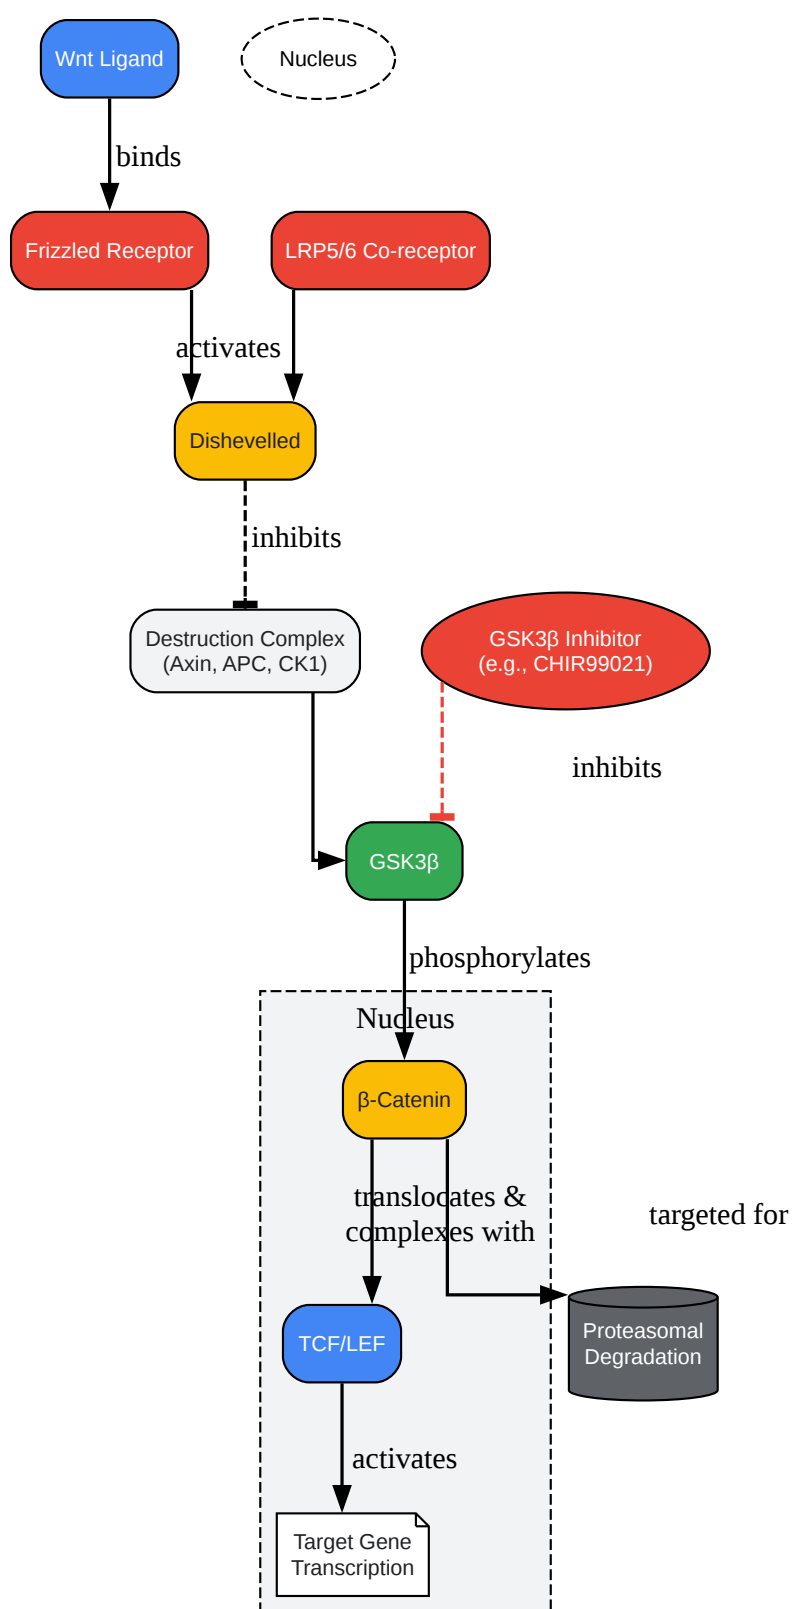 Wnt Ligand
Nucleus
binds
Frizzled Receptor
LRP5/6 Co-receptor
activates
Dishevelled
inhibits
Destruction Complex
(Axin, APC, CK1)
GSK3β Inhibitor
(e.g., CHIR99021)
inhibits
GSK3β
phosphorylates
Nucleus
β-Catenin
translocates &
complexes with
targeted for
TCF/LEF
Proteasomal
Degradation
activates
Target Gene
Transcription